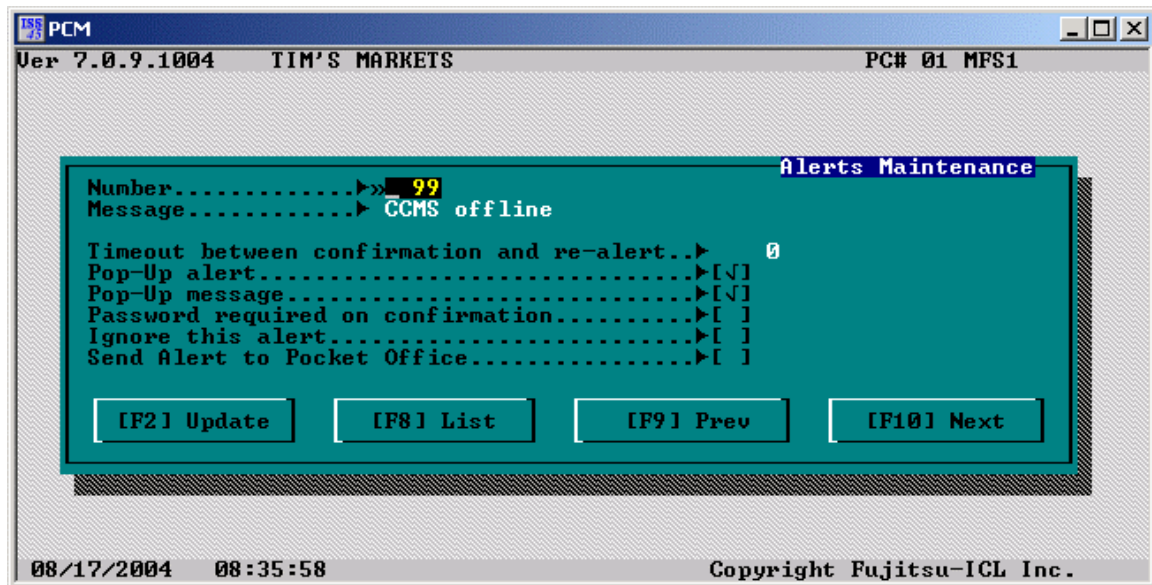 ISS 45 PCM
Ver 7.0.9.1004 TIM'S MARKETS PC# 01 MFS1
Alerts Maintenance
Number.............►» 99
Message............► CCMS offline
Timeout between confirmation and re-alert..► 0
Pop-Up alert...............................►[√]
Pop-Up message.............................►[√]
Password required on confirmation..........►[ ]
Ignore this alert..........................►[ ]
Send Alert to Pocket Office................►[ ]
[F2] Update [F8] List [F9] Prev [F10] Next
08/17/2004 08:35:58 Copyright Fujitsu-ICL Inc.